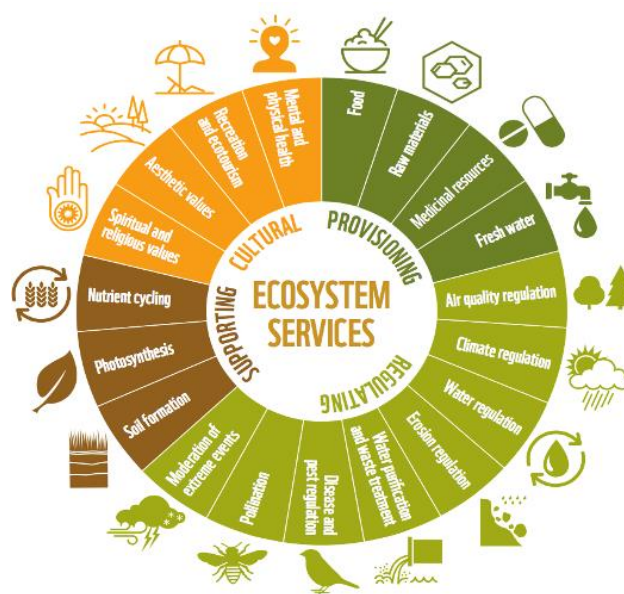 ECOSYSTEM
SERVICES
PROVISIONING
Food
Raw materials
Medicinal resources
Fresh water
REGULATING
Air quality regulation
Climate regulation
Water regulation
Erosion regulation
Water purification
and waste treatment
Disease and
pest regulation
Pollination
Moderation of
extreme events
SUPPORTING
Soil formation
Photosynthesis
Nutrient cycling
CULTURAL
Spiritual and
religious values
Aesthetic values
Recreation
and ecotourism
Mental and
physical health